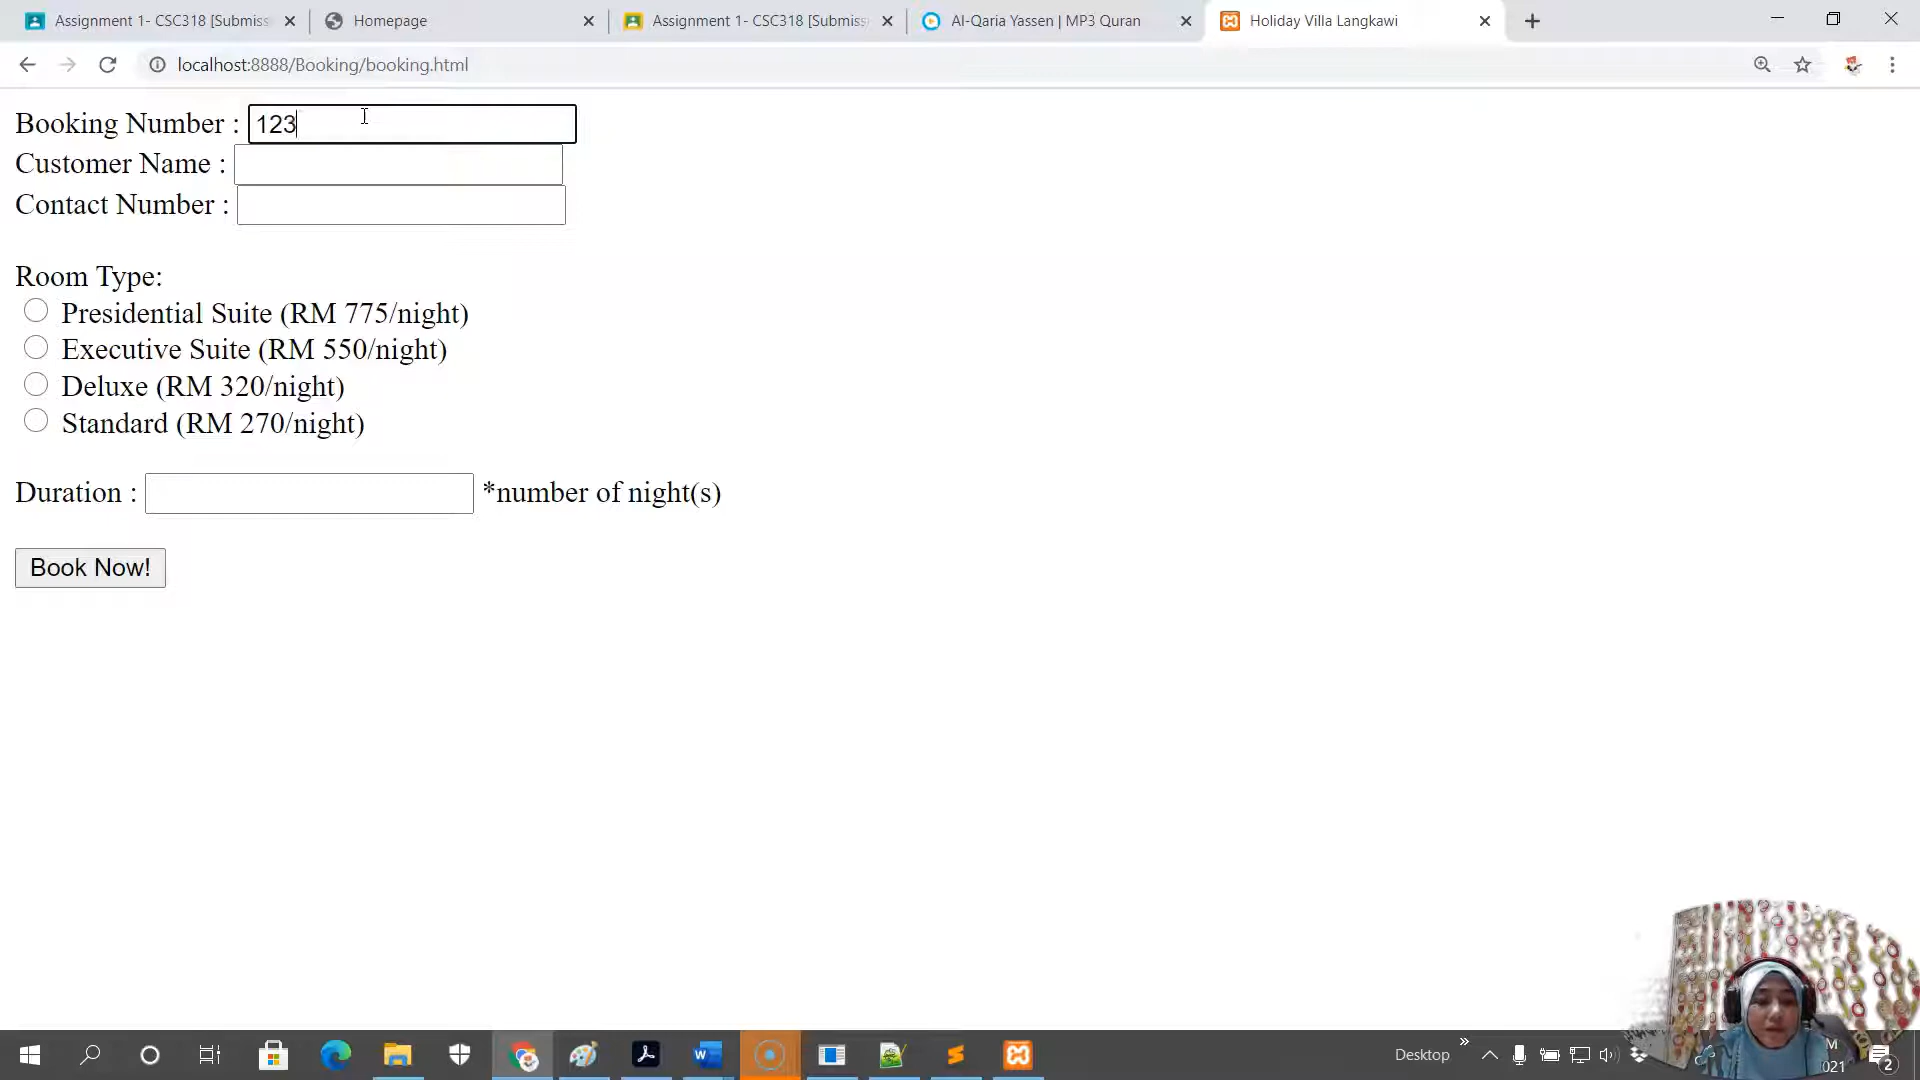 Assignment 1- CSC318 [Submiss
Homepage
Assignment 1- CSC318 [Submiss
Al-Qaria Yassen | MP3 Quran
Holiday Villa Langkawi
localhost:8888/Booking/booking.html
Booking Number : 123
Customer Name :
Contact Number :
Room Type:
Presidential Suite (RM 775/night)
Executive Suite (RM 550/night)
Deluxe (RM 320/night)
Standard (RM 270/night)
Duration : *number of night(s)
Book Now!
Desktop
M
021
2